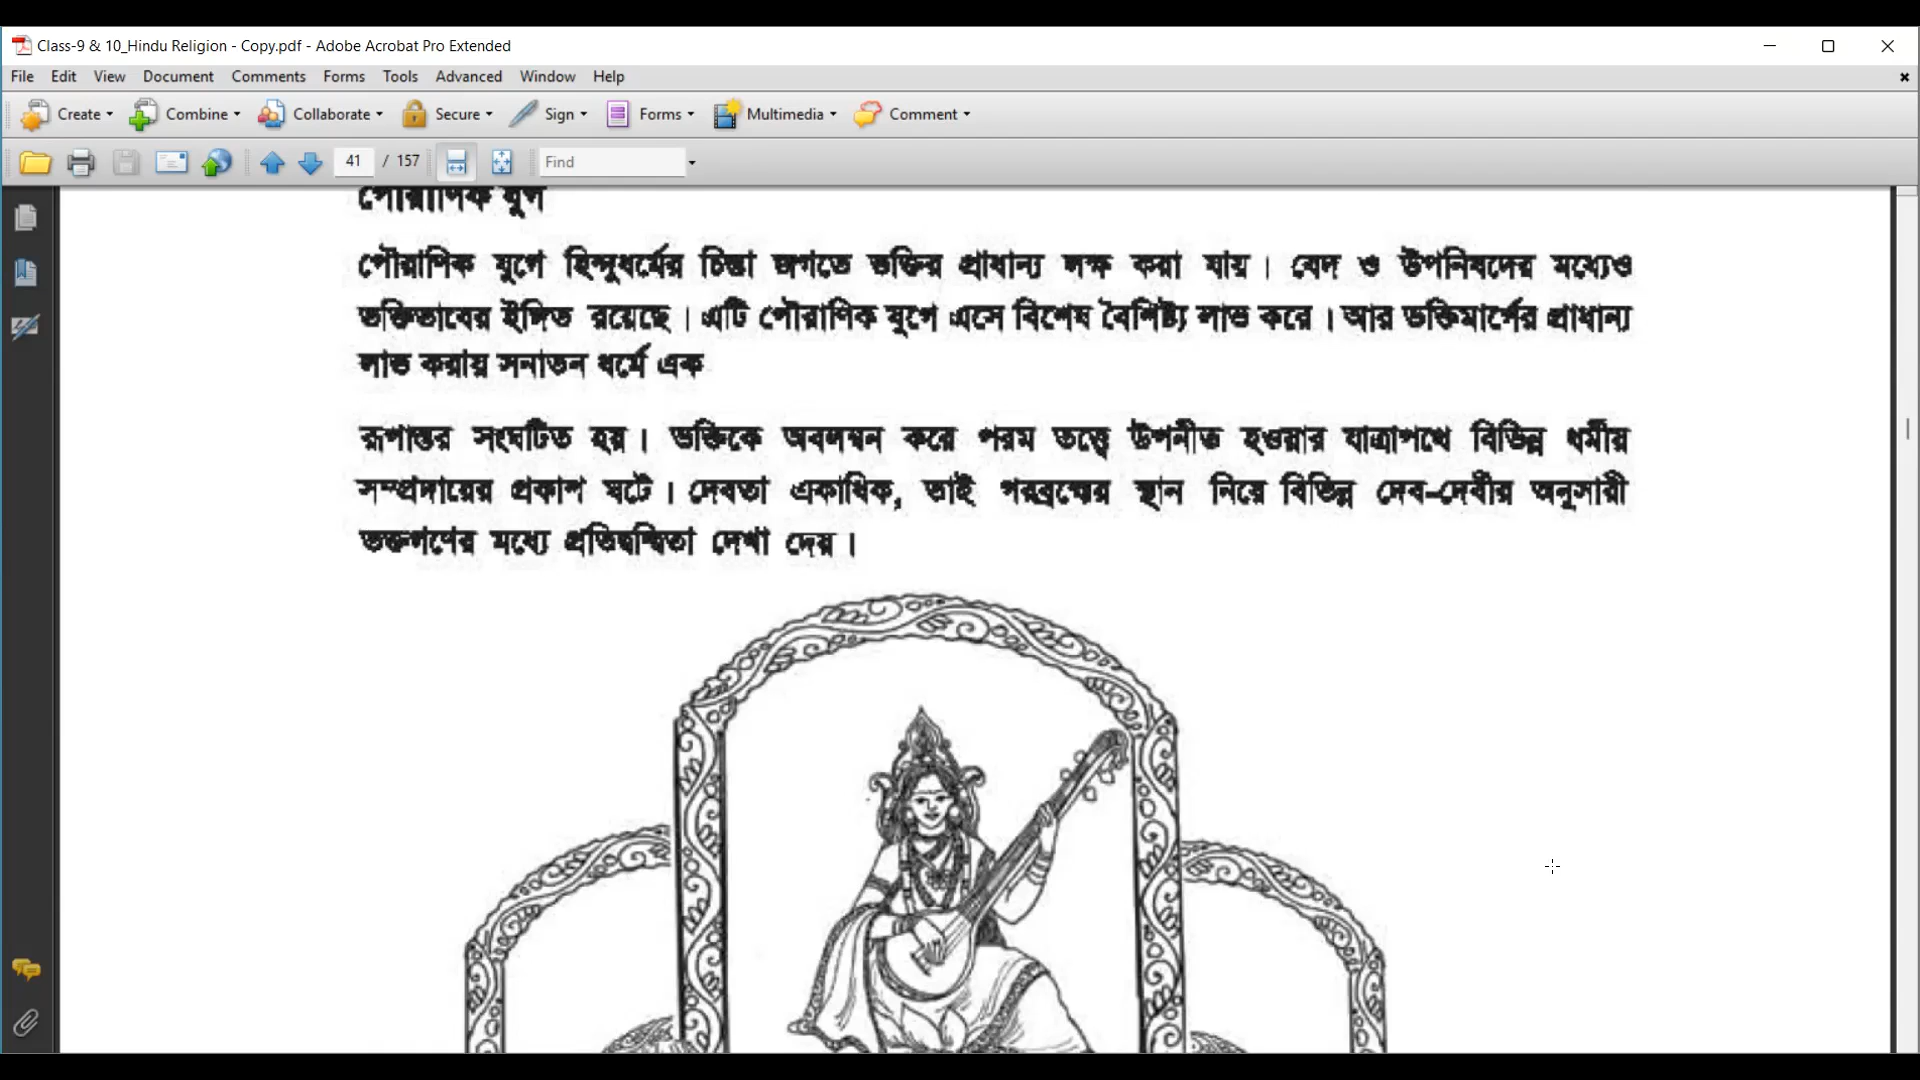 Class-9 & 10_Hindu Religion - Copy.pdf - Adobe Acrobat Pro Extended
File Edit View Document Comments Forms Tools Advanced Window Help
Create Combine Collaborate Secure Sign Forms Multimedia Comment
41 / 157 Find
পৌরাণিক যুগ
পৌরাণিক যুগে হিন্দুধর্মের চিন্তা জগতে ভক্তির প্রাধান্য লক্ষ করা যায়। বেদ ও উপনিষদের মধ্যেও
ভক্তিভাবের ইঙ্গিত রয়েছে। এটি পৌরাণিক যুগে এসে বিশেষ বৈশিষ্ট্য লাভ করে। আর ভক্তিমার্গের প্রাধান্য
লাভ করায় সনাতন ধর্মে এক
রূপান্তর সংঘটিত হয়। ভক্তিকে অবলম্বন করে পরম তত্ত্বে উপনীত হওয়ার যাত্রাপথে বিভিন্ন ধর্মীয়
সম্প্রদায়ের প্রকাশ ঘটে। দেবতা একাধিক, তাই পরব্রহ্মের স্থান নিয়ে বিভিন্ন দেব-দেবীর অনুসারী
ভক্তগণের মধ্যে প্রতিদ্বন্দ্বিতা দেখা দেয়।